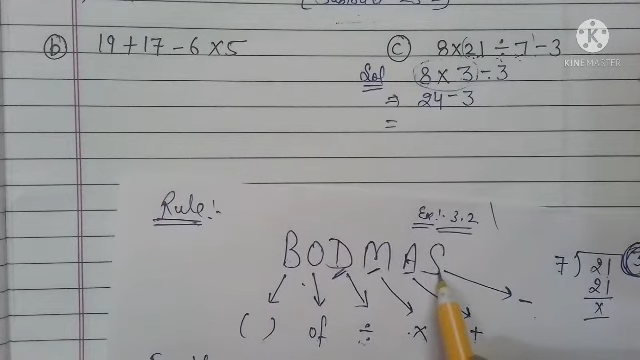 (b) 19 + 17 - 6 × 5
(c) 8 × 21 ÷ 7 - 3
Sol 8 × 3 - 3
⇒ 24 - 3
=
KINEMASTER
Rule:-
Ex:- 3.2
BODMAS
( ) of ÷ × + -
7) 21 (3
21
x